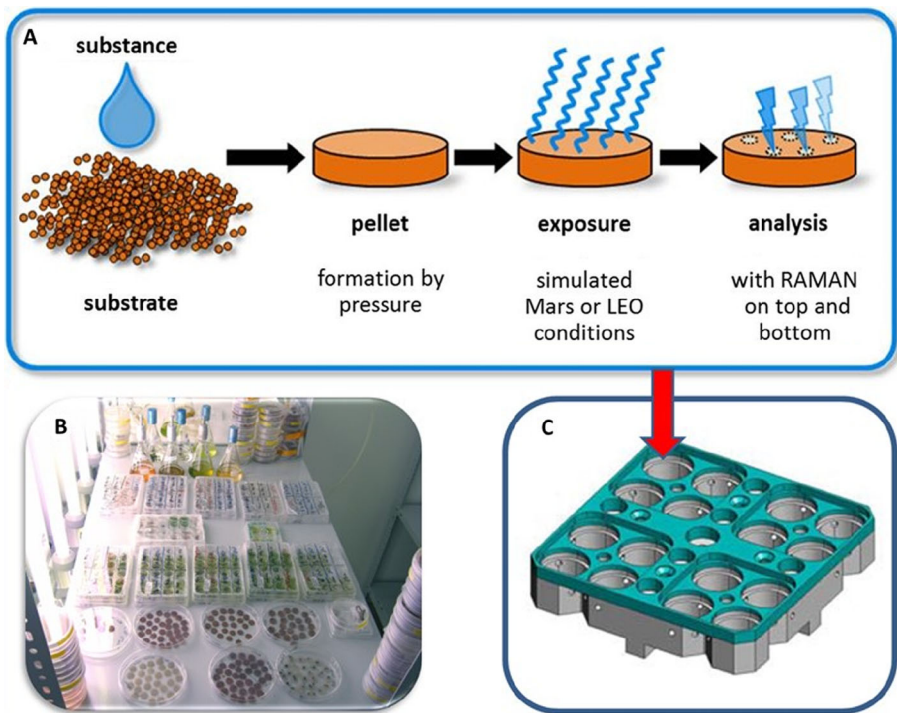 A
substance
substrate
pellet
formation by
pressure
exposure
simulated
Mars or LEO
conditions
analysis
with RAMAN
on top and
bottom
B
C